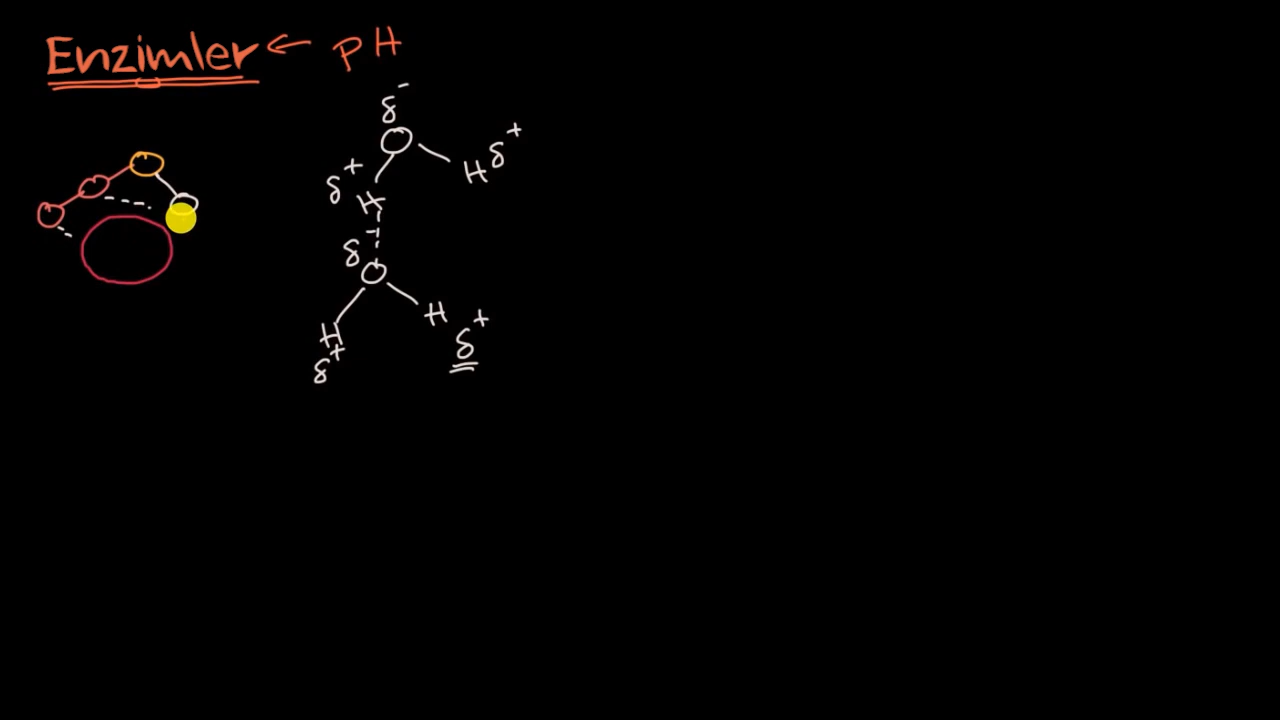 Enzimler ← pH
δ⁻
O
δ⁺ H H δ⁺
δ⁻
O
H H
δ⁺ δ⁺